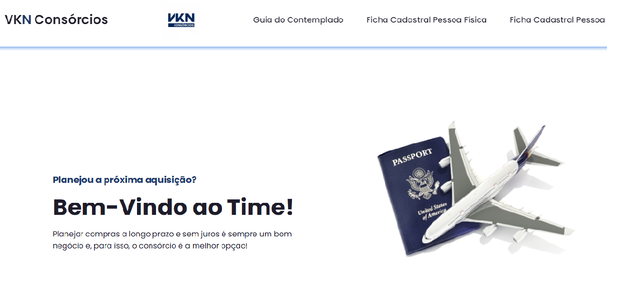 VKN Consórcios
VKN
Guia do Contemplado
Ficha Cadastral Pessoa Física
Ficha Cadastral Pessoa
Planejou a próxima aquisição?
Bem-Vindo ao Time!
Planejar compras a longo prazo e sem juros é sempre um bom
negócio e, para isso, o consórcio é a melhor opção!
PASSPORT
United States
of America